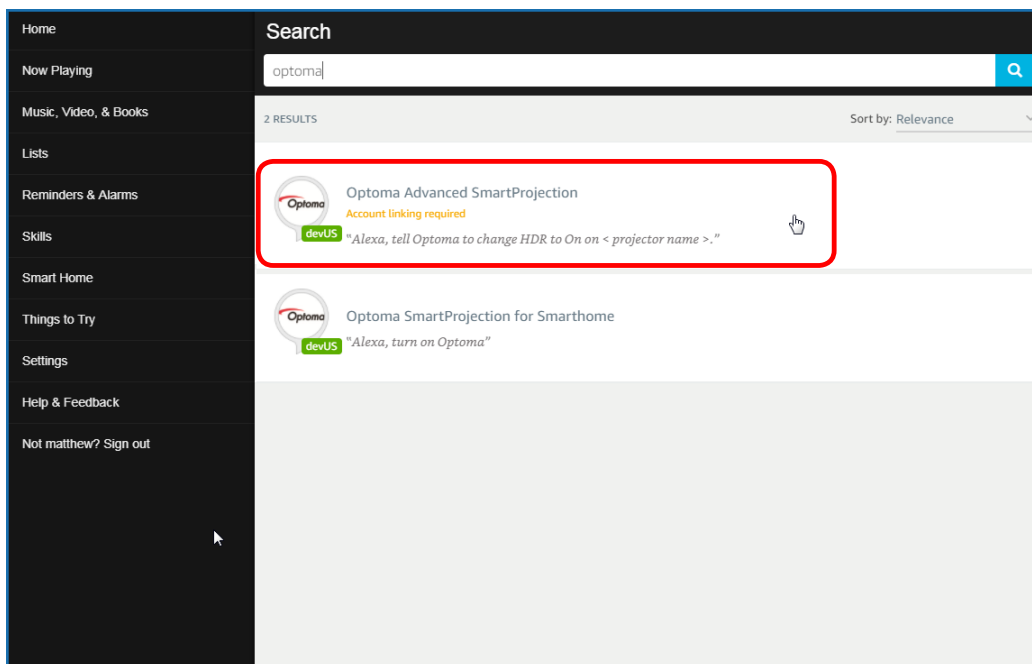 Home
Now Playing
Music, Video, & Books
Lists
Reminders & Alarms
Skills
Smart Home
Things to Try
Settings
Help & Feedback
Not matthew? Sign out
Search
optoma
2 RESULTS
Sort by: Relevance
Optoma
devUS
Optoma Advanced SmartProjection
Account linking required
"Alexa, tell Optoma to change HDR to On on < projector name >."
Optoma
devUS
Optoma SmartProjection for Smarthome
"Alexa, turn on Optoma"